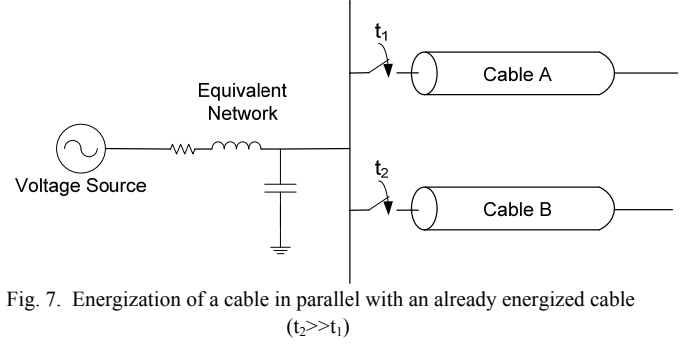 t₁
Cable A
Equivalent
Network
Voltage Source
t₂
Cable B
Fig. 7. Energization of a cable in parallel with an already energized cable
(t₂>>t₁)